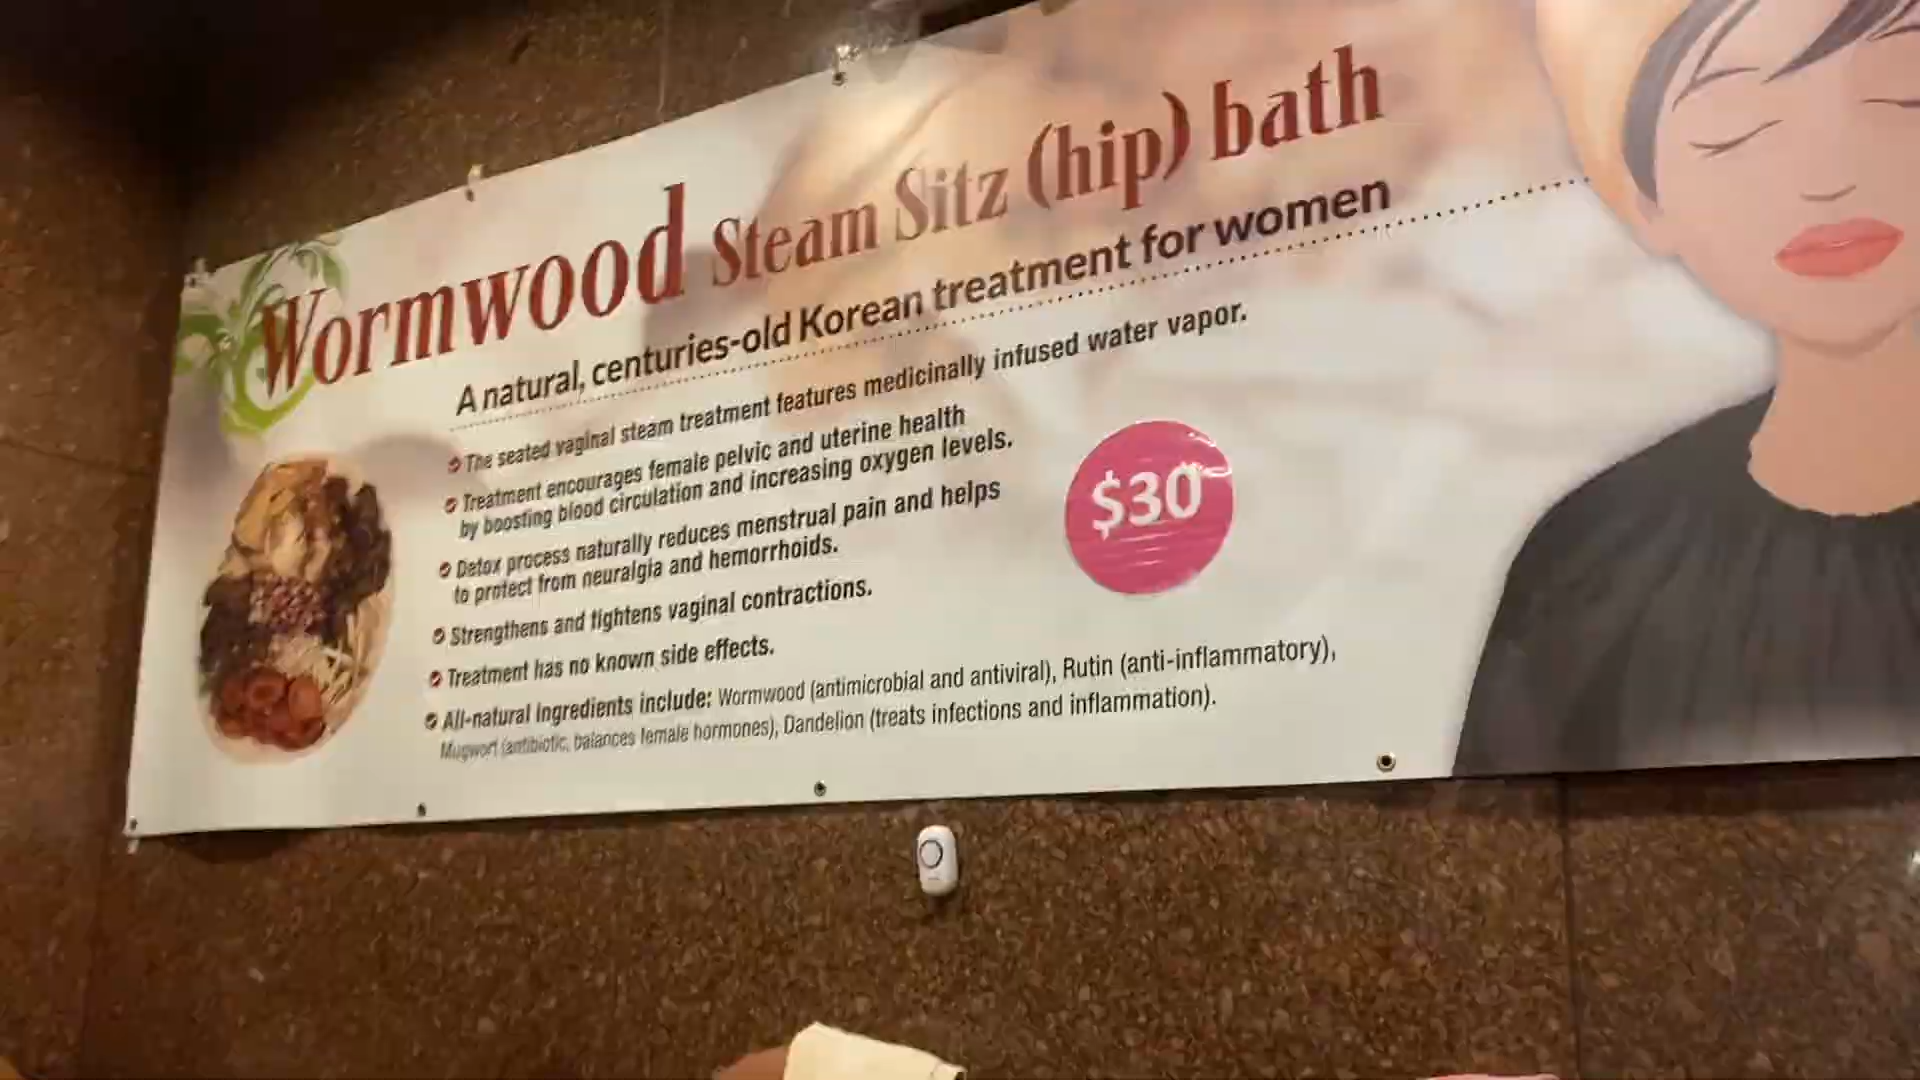 Wormwood Steam Sitz (hip) bath
A natural, centuries-old Korean treatment for women
The seated vaginal steam treatment features medicinally infused water vapor.
Treatment encourages female pelvic and uterine health
by boosting blood circulation and increasing oxygen levels.
Detox process naturally reduces menstrual pain and helps
to protect from neuralgia and hemorrhoids.
Strengthens and tightens vaginal contractions.
Treatment has no known side effects.
All-natural ingredients include: Wormwood (antimicrobial and antiviral), Rutin (anti-inflammatory),
Mugwort (antibiotic, balances female hormones), Dandelion (treats infections and inflammation).
$30